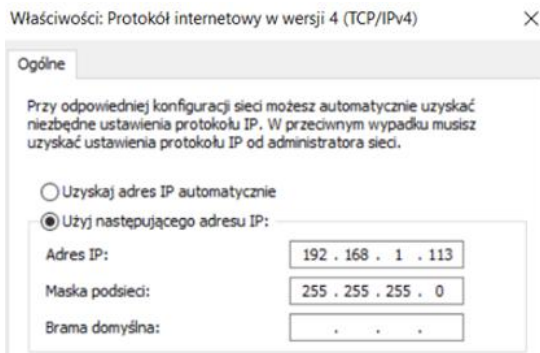 Właściwości: Protokół internetowy w wersji 4 (TCP/IPv4)
Ogólne
Przy odpowiedniej konfiguracji sieci możesz automatycznie uzyskać
niezbędne ustawienia protokołu IP. W przeciwnym wypadku musisz
uzyskać ustawienia protokołu IP od administratora sieci.
Uzyskaj adres IP automatycznie
Użyj następującego adresu IP:
Adres IP: 192 . 168 . 1 . 113
Maska podsieci: 255 . 255 . 255 . 0
Brama domyślna: . . .